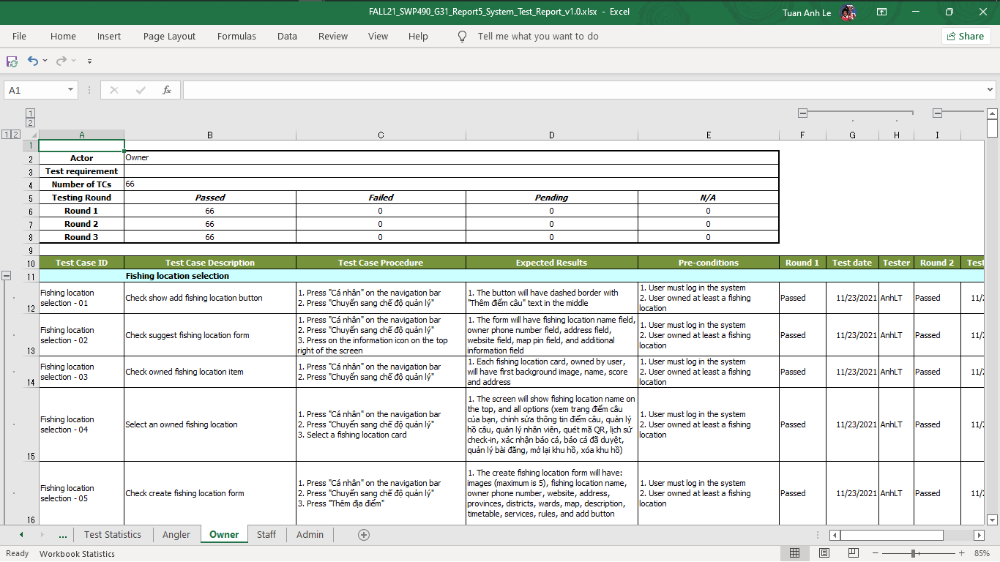 FALL21_SWP490_G31_Report5_System_Test_Report_v1.0.xlsx - Excel
Tuan Anh Le
File Home Insert Page Layout Formulas Data Review View Help Tell me what you want to do Share
A1 fx
1
2
1 2 A B C D E F G H I
1
2 Actor Owner
3 Test requirement
4 Number of TCs 66
5 Testing Round Passed Failed Pending N/A
6 Round 1 66 0 0 0
7 Round 2 66 0 0 0
8 Round 3 66 0 0 0
9
10 Test Case ID Test Case Description Test Case Procedure Expected Results Pre-conditions Round 1 Test date Tester Round 2 Test
11 Fishing location selection
12
Fishing location
selection - 01
Check show add fishing location button
1. Press "Cá nhân" on the navigation bar
2. Press "Chuyển sang chế độ quản lý"
1. The button will have dashed border with
"Thêm điểm câu" text in the middle
1. User must log in the system
2. User owned at least a fishing
location
Passed 11/23/2021 AnhLT Passed 11/2
13
Fishing location
selection - 02
Check suggest fishing location form
1. Press "Cá nhân" on the navigation bar
2. Press "Chuyển sang chế độ quản lý"
3. Press on the information icon on the top
right of the screen
1. The form will have fishing location name field,
owner phone number field, address field,
website field, map pin field, and additional
information field
1. User must log in the system
2. User owned at least a fishing
location
Passed 11/23/2021 AnhLT Passed 11/2
14
Fishing location
selection - 03
Check owned fishing location item
1. Press "Cá nhân" on the navigation bar
2. Press "Chuyển sang chế độ quản lý"
1. Each fishing location card, owned by user,
will have first background image, name, score
and address
1. User must log in the system
2. User owned at least a fishing
location
Passed 11/23/2021 AnhLT Passed 11/2
15
Fishing location
selection - 04
Select an owned fishing location
1. Press "Cá nhân" on the navigation bar
2. Press "Chuyển sang chế độ quản lý"
3. Select a fishing location card
1. The screen will show fishing location name on
the top, and all options (xem trang điểm câu
của bạn, chỉnh sửa thông tin điểm câu, quản lý
hồ câu, quản lý nhân viên, quét mã QR, lịch sử
check-in, xác nhận báo cá, báo cá đã duyệt,
quản lý bài đăng, mở lại khu hồ, xóa khu hồ)
1. User must log in the system
2. User owned at least a fishing
location
Passed 11/23/2021 AnhLT Passed 11/2
16
Fishing location
selection - 05
Check create fishing location form
1. Press "Cá nhân" on the navigation bar
2. Press "Chuyển sang chế độ quản lý"
3. Press "Thêm địa điểm"
1. The create fishing location form will have:
images (maximum is 5), fishing location name,
owner phone number, website, address,
provinces, districts, wards, map, description,
timetable, services, rules, and add button
1. User must log in the system
2. User owned at least a fishing
location
Passed 11/23/2021 AnhLT Passed 11/2
... Test Statistics Angler Owner Staff Admin
Ready Workbook Statistics 85%